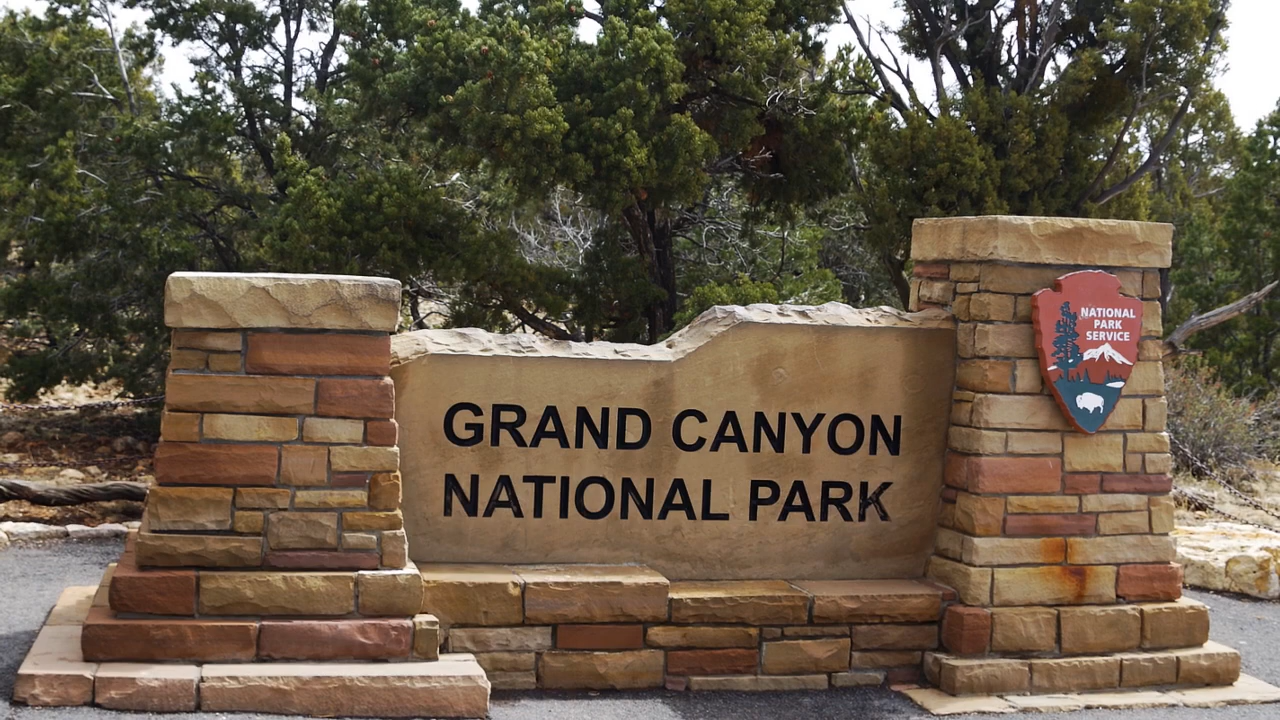 GRAND CANYON
NATIONAL PARK
NATIONAL
PARK
SERVICE